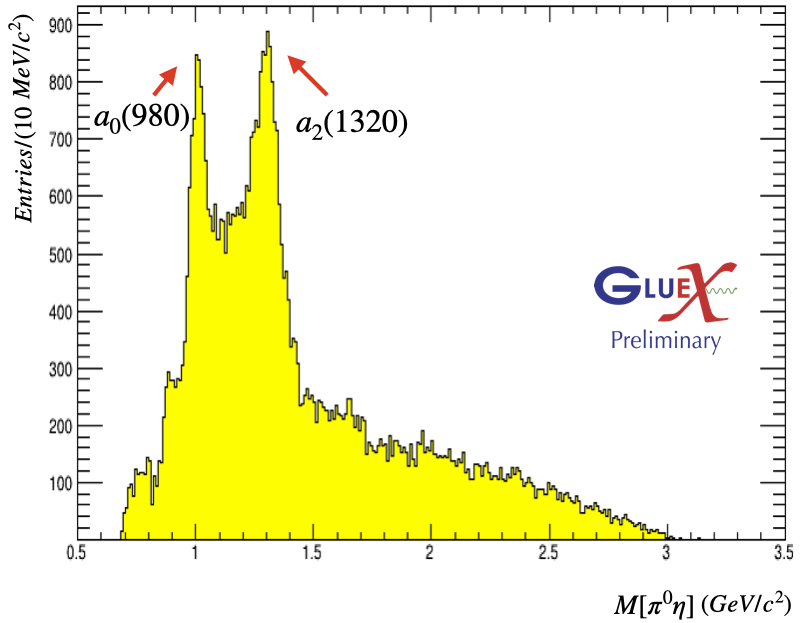 Entries/(10 MeV/c²)
900
800
700
600
500
400
300
200
100
a₀(980)
a₂(1320)
GLUEX
Preliminary
0.5
1
1.5
2
2.5
3
3.5
M[π⁰η] (GeV/c²)